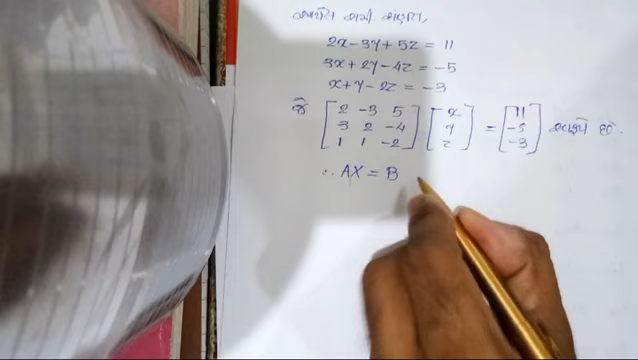 2x-3y+5z = 11
3x+2y-4z = -5
x+y-2z = -3
જે [2 -3 5 3 2 -4 1 1 -2] [x y z] = [11 -5 -3]
∴ AX = B